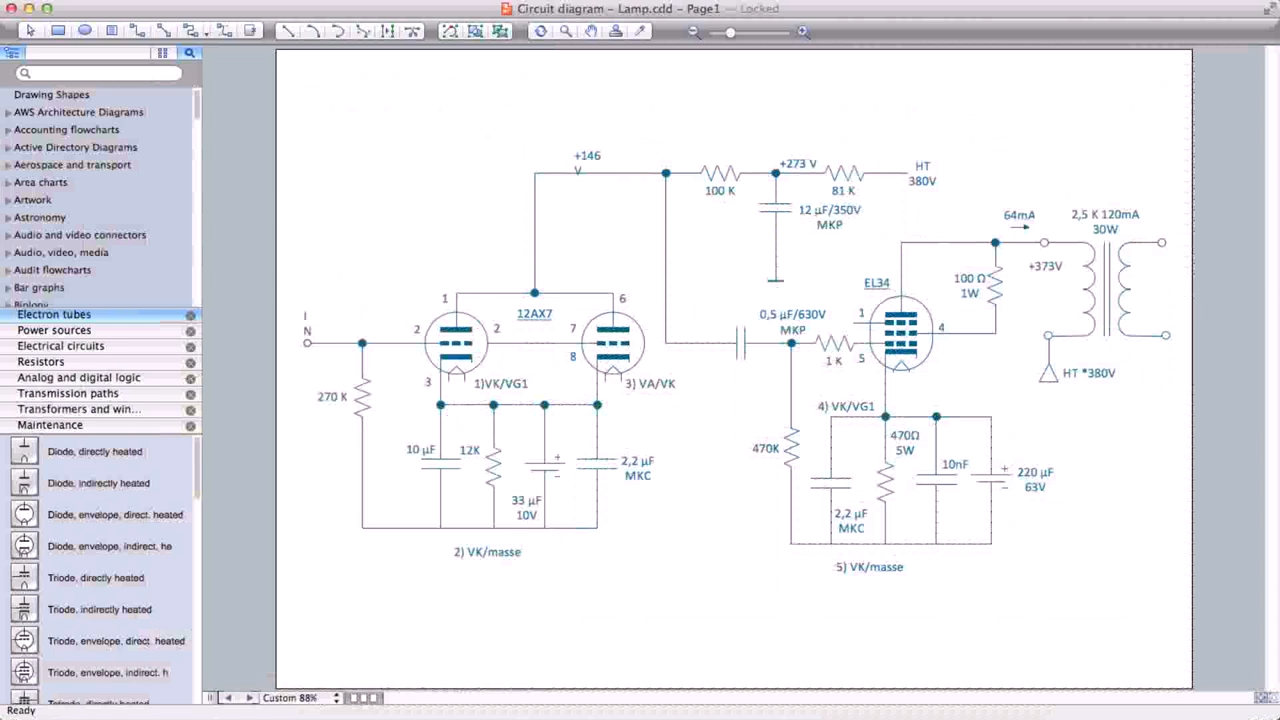 Circuit diagram – Lamp.cdd – Page1 – Locked
Drawing Shapes
AWS Architecture Diagrams
Accounting flowcharts
Active Directory Diagrams
Aerospace and transport
Area charts
Artwork
Astronomy
Audio and video connectors
Audio, video, media
Audit flowcharts
Bar graphs
Biology
Electron tubes
Power sources
Electrical circuits
Resistors
Analog and digital logic
Transmission paths
Transformers and win...
Maintenance
Diode, directly heated
Diode, indirectly heated
Diode, envelope, direct. heated
Diode, envelope, indirect. he
Triode, directly heated
Triode, indirectly heated
Triode, envelope, direct. heated
Triode, envelope, indirect. h
+146
V
100 K
+273 V
81 K
HT
380V
12 µF/350V
MKP
64mA
2,5 K 120mA
30W
+373V
100 Ω
1W
EL34
1
4
5
I
N
1
6
12AX7
2
2
7
8
3
1)VK/VG1
3) VA/VK
0,5 µF/630V
MKP
1 K
HT *380V
270 K
4) VK/VG1
10 µF
12K
33 µF
10V
+
–
2,2 µF
MKC
470K
470Ω
5W
10nF
+
–
220 µF
63V
2,2 µF
MKC
2) VK/masse
5) VK/masse
Custom 88%
Ready